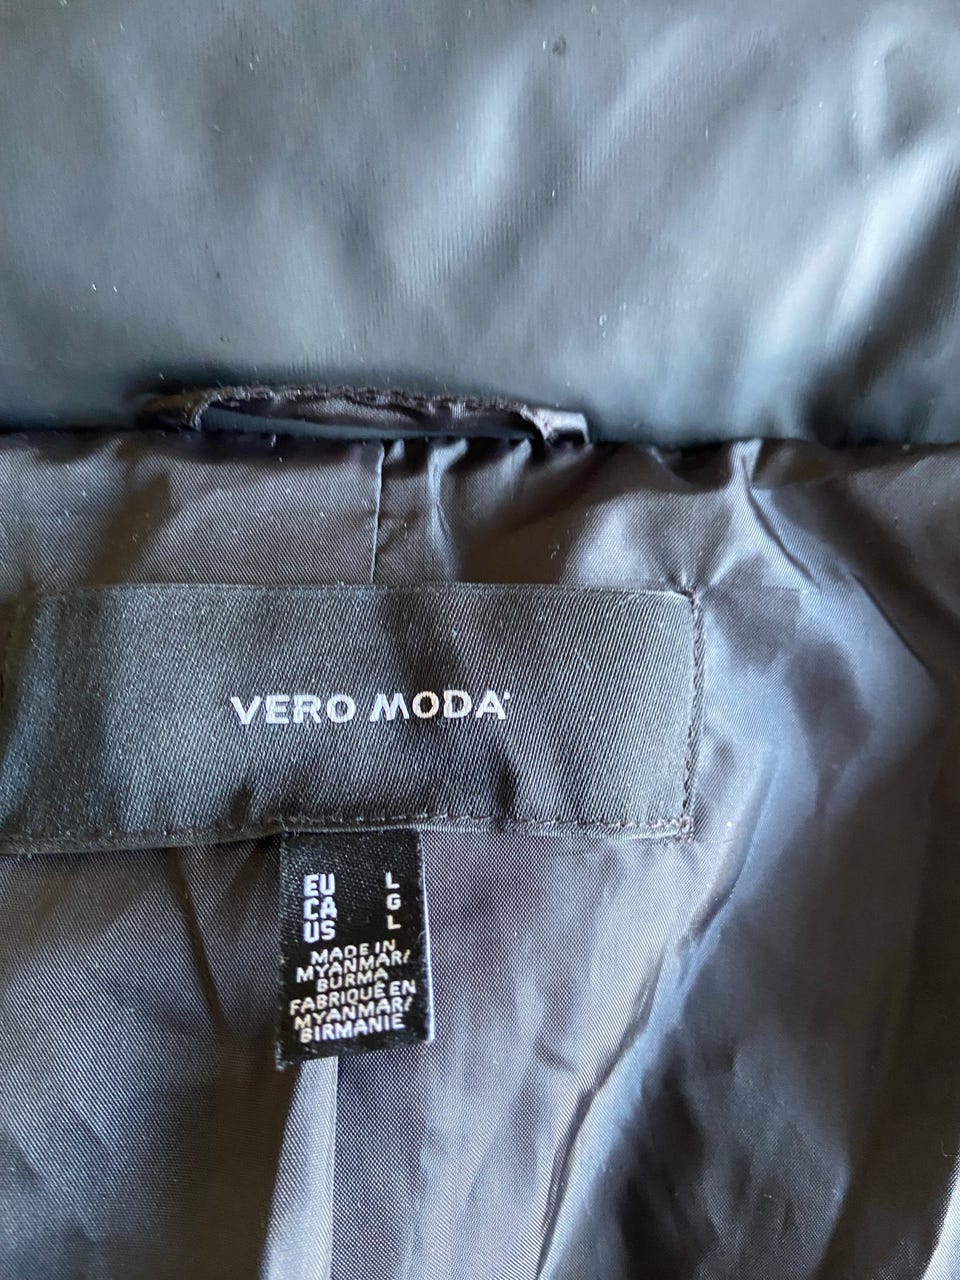 VERO MODA
EU L
CA G
US L
MADE IN
MYANMAR/
BURMA
FABRIQUÉ EN
MYANMAR/
BIRMANIE